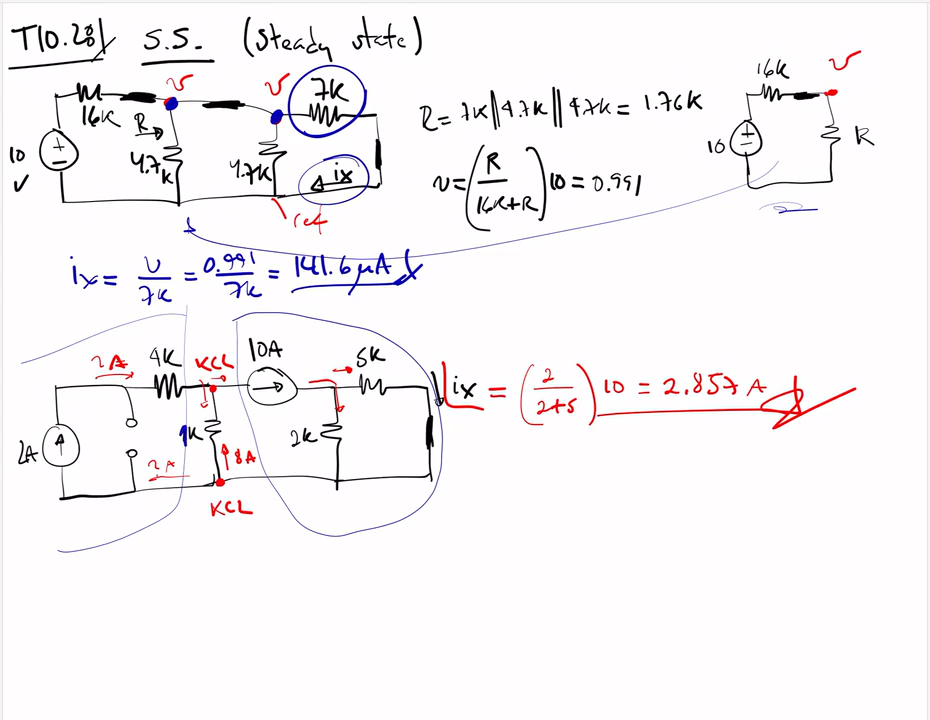 T10.28 S.S. (steady state)
v v 7K
16K
R
10 V
4.7K 4.7K ix
ref
R = 7K||4.7K||4.7K = 1.76K
v = (R / 16K+R) 10 = 0.991
16K v
10 R
ix = v / 7K = 0.991 / 7K = 141.6 µA
2A 4K KCL 10A 5K
2A 1K 2K
2A 8A
KCL
ix = (2 / 2+5) 10 = 2.857 A